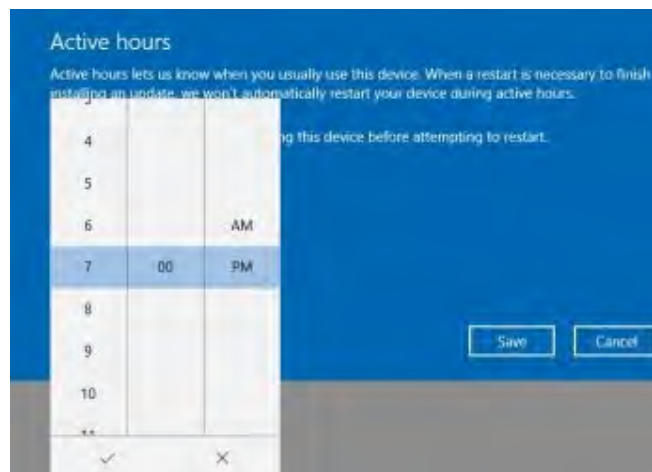 Active hours
Active hours lets us know when you usually use this device. When a restart is necessary to finish
installing an update, we won't automatically restart your device during active hours.
4
this device before attempting to restart.
5
6 AM
7 00 PM
8
9
Save Cancel
10